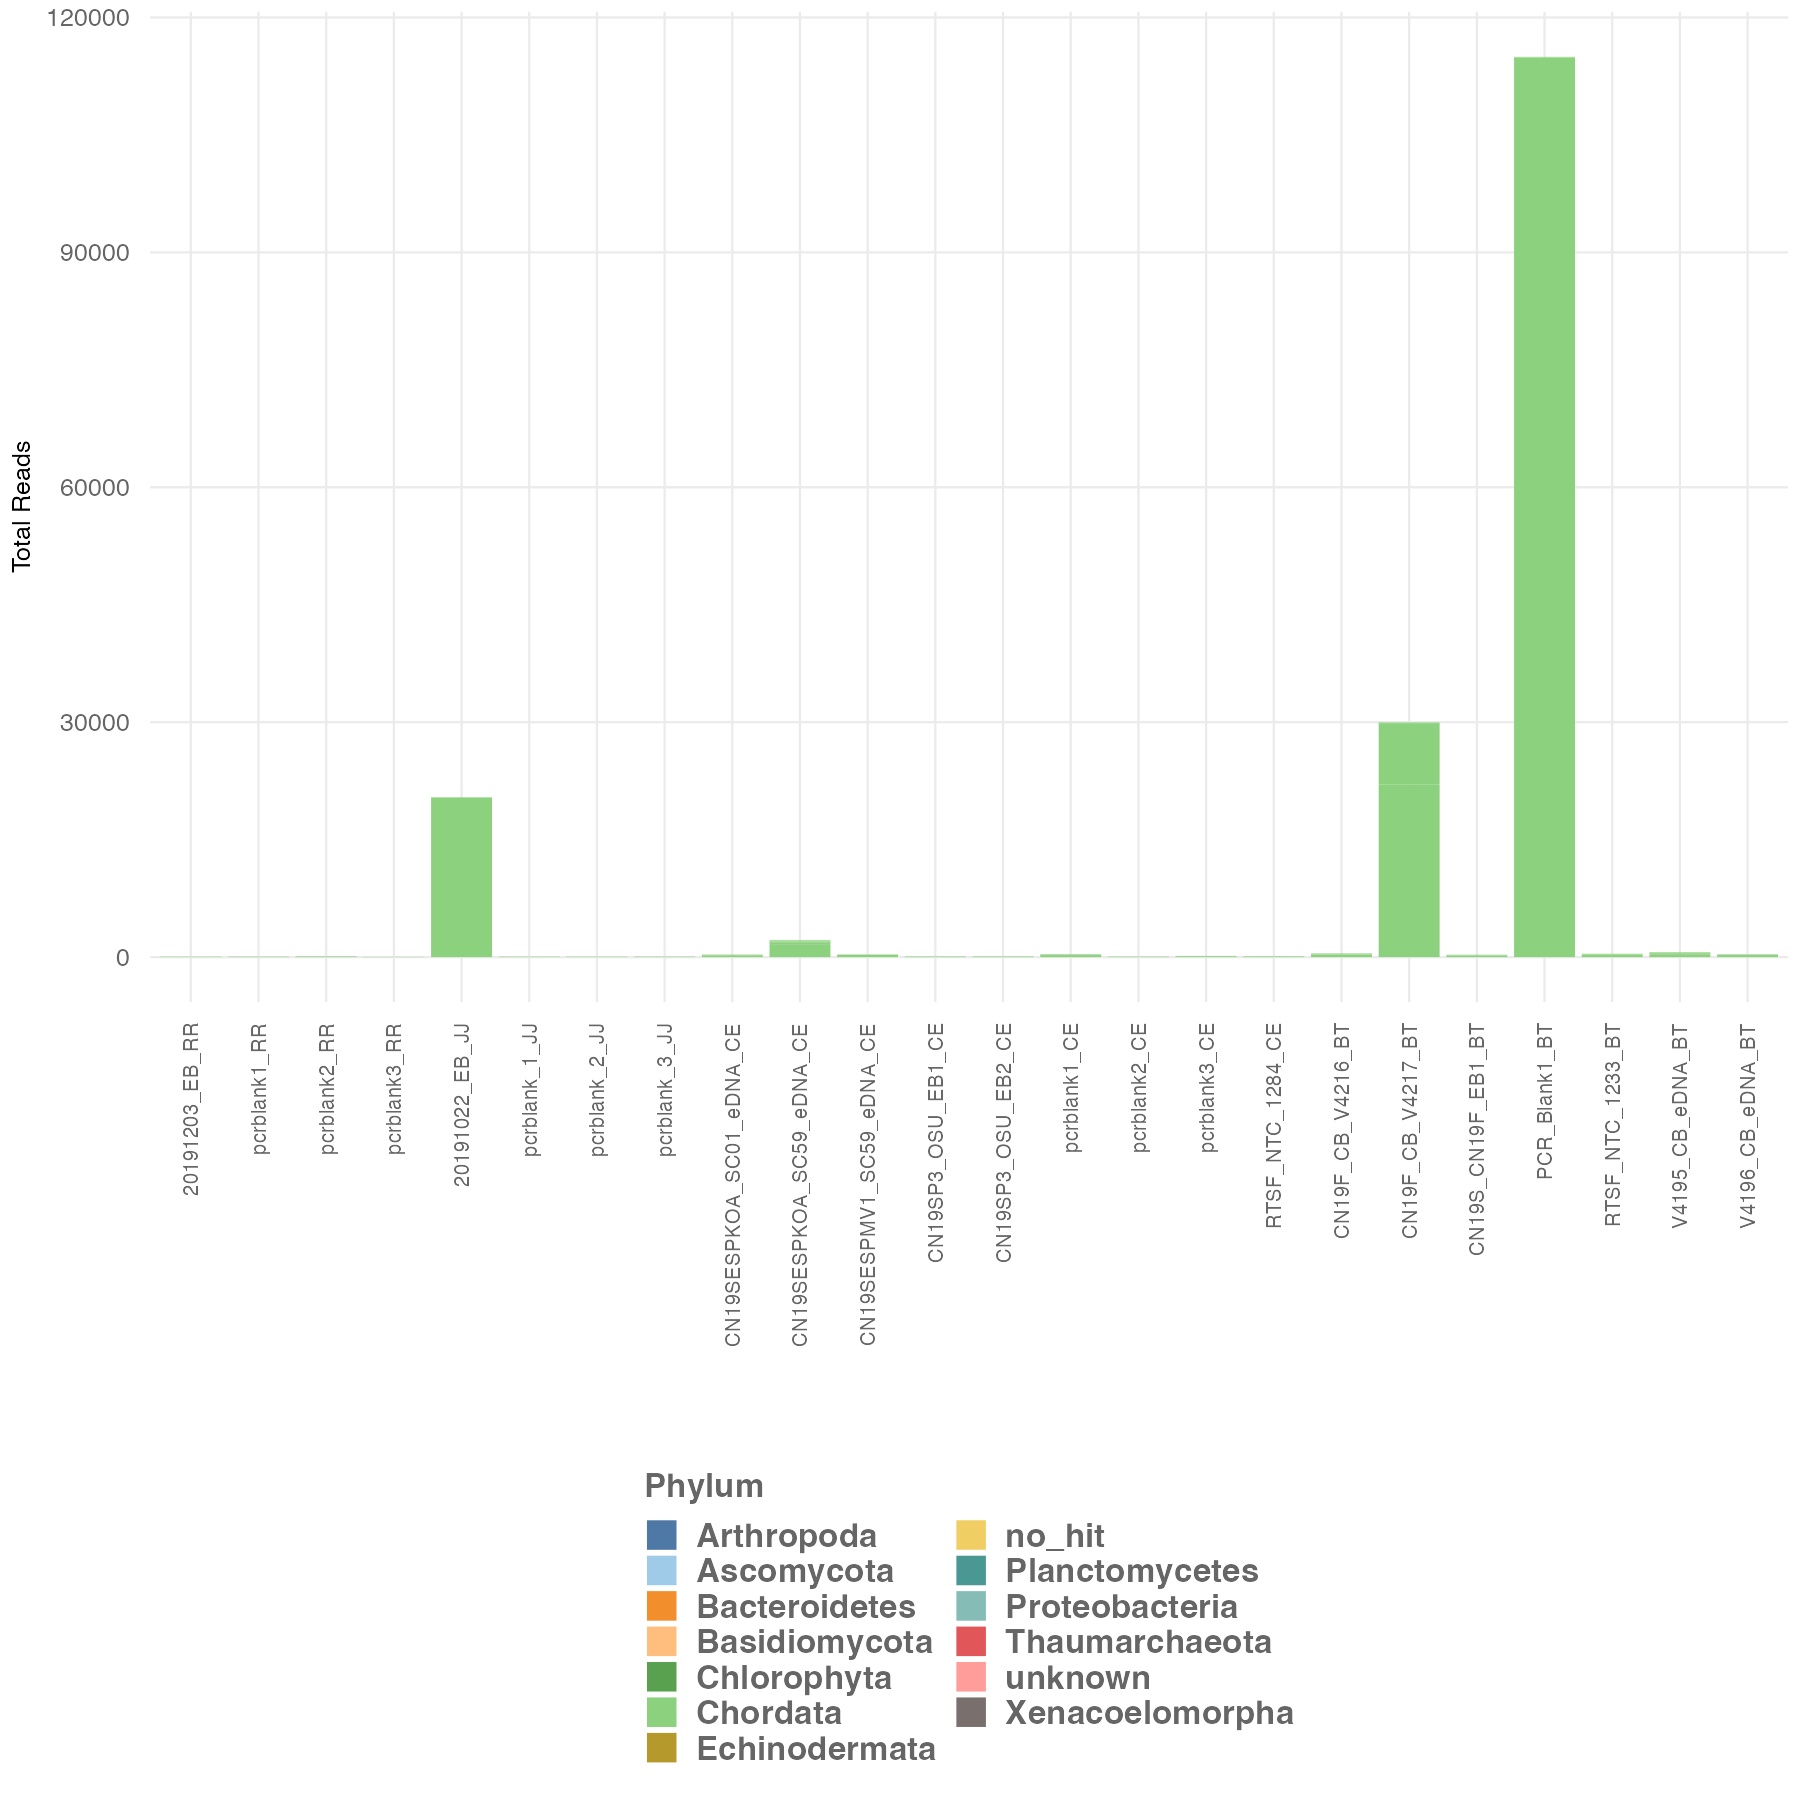 120000
90000
60000
30000
0
Total Reads
20191203_EB_RR
pcrblank1_RR
pcrblank2_RR
pcrblank3_RR
20191022_EB_JJ
pcrblank_1_JJ
pcrblank_2_JJ
pcrblank_3_JJ
CN19SESPKOA_SC01_eDNA_CE
CN19SESPKOA_SC59_eDNA_CE
CN19SESPMV1_SC59_eDNA_CE
CN19SP3_OSU_EB1_CE
CN19SP3_OSU_EB2_CE
pcrblank1_CE
pcrblank2_CE
pcrblank3_CE
RTSF_NTC_1284_CE
CN19F_CB_V4216_BT
CN19F_CB_V4217_BT
CN19S_CN19F_EB1_BT
PCR_Blank1_BT
RTSF_NTC_1233_BT
V4195_CB_eDNA_BT
V4196_CB_eDNA_BT
Phylum
Arthropoda
Ascomycota
Bacteroidetes
Basidiomycota
Chlorophyta
Chordata
Echinodermata
no_hit
Planctomycetes
Proteobacteria
Thaumarchaeota
unknown
Xenacoelomorpha